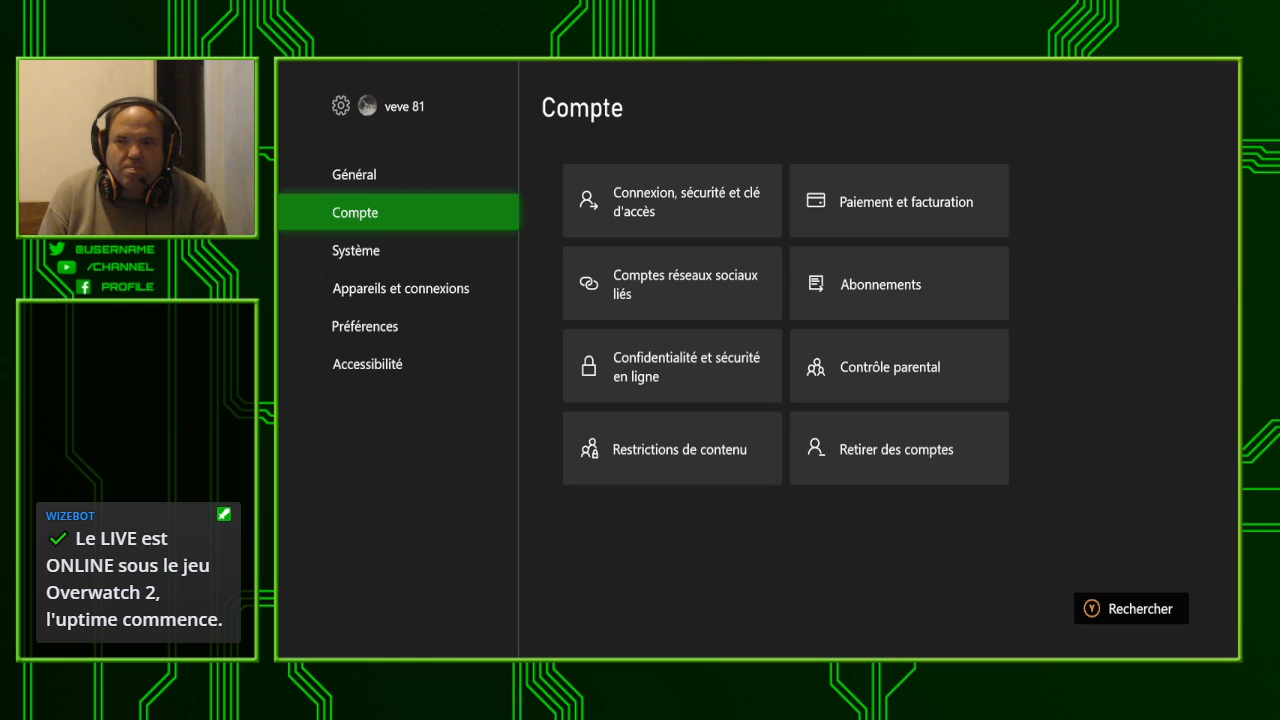 @USERNAME
/CHANNEL
PROFILE
WIZEBOT
Le LIVE est
ONLINE sous le jeu
Overwatch 2,
l'uptime commence.
veve 81
Général
Compte
Système
Appareils et connexions
Préférences
Accessibilité
Compte
Connexion, sécurité et clé
d'accès
Paiement et facturation
Comptes réseaux sociaux
liés
Abonnements
Confidentialité et sécurité
en ligne
Contrôle parental
Restrictions de contenu
Retirer des comptes
Y Rechercher